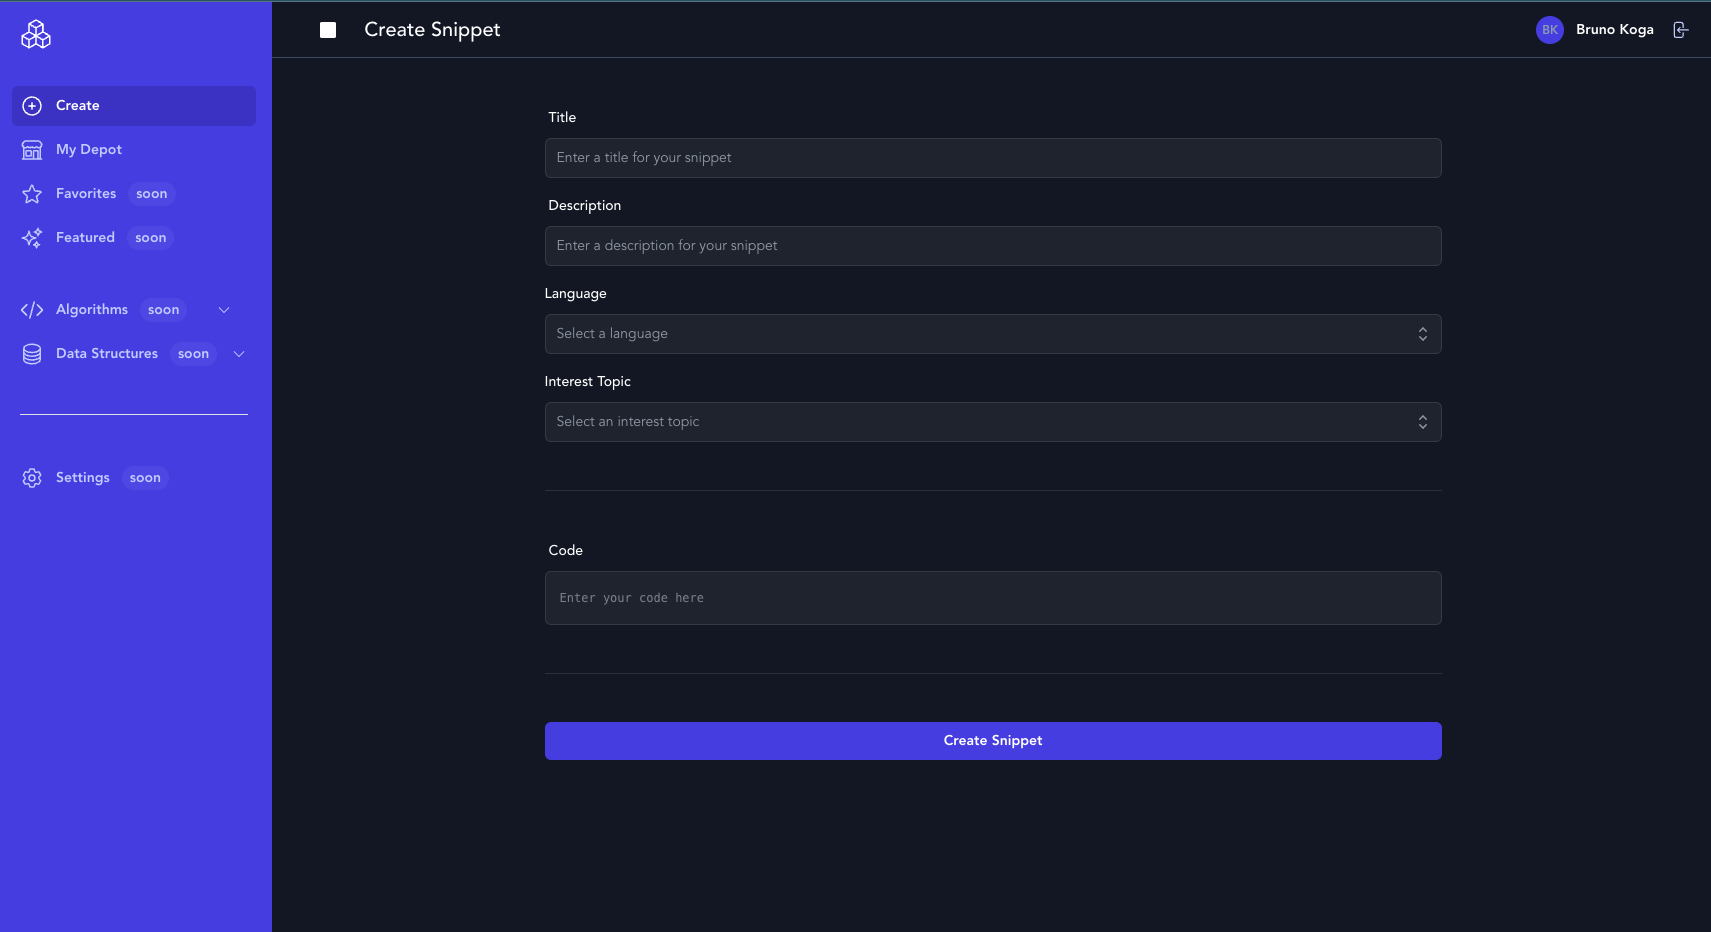 Create Snippet
BK Bruno Koga
Create
My Depot
Favorites soon
Featured soon
Algorithms soon
Data Structures soon
Settings soon
Title
Enter a title for your snippet
Description
Enter a description for your snippet
Language
Select a language
Interest Topic
Select an interest topic
Code
Enter your code here
Create Snippet